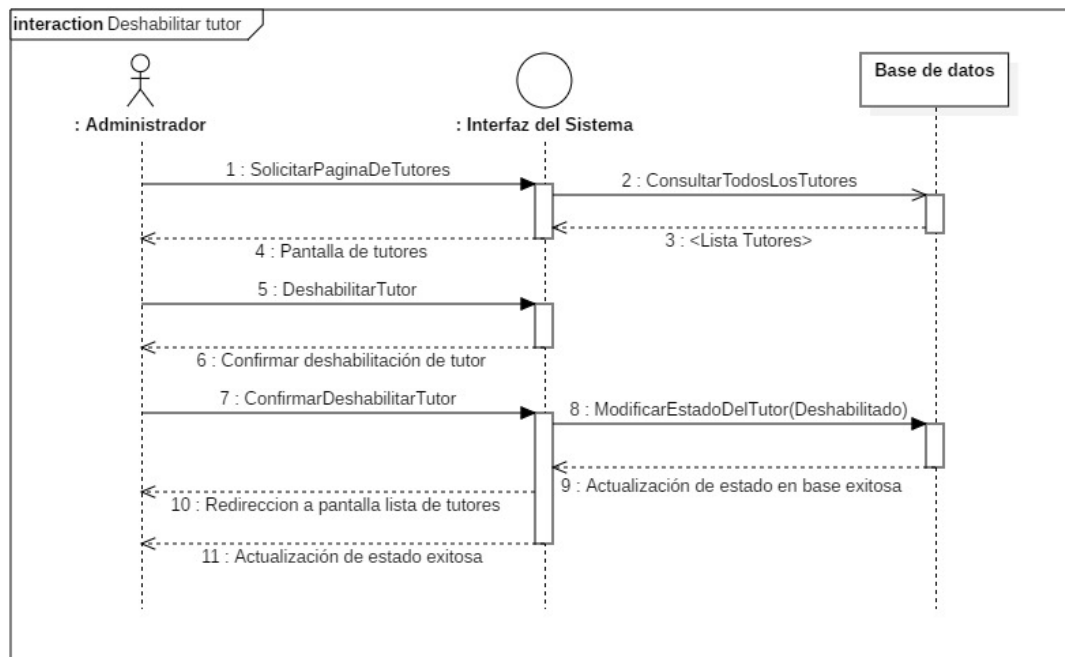 interaction Deshabilitar tutor
Base de datos
: Administrador
: Interfaz del Sistema
1 : SolicitarPaginaDeTutores
2 : ConsultarTodosLosTutores
3 : <Lista Tutores>
4 : Pantalla de tutores
5 : DeshabilitarTutor
6 : Confirmar deshabilitación de tutor
7 : ConfirmarDeshabilitarTutor
8 : ModificarEstadoDelTutor(Deshabilitado)
9 : Actualización de estado en base exitosa
10 : Redireccion a pantalla lista de tutores
11 : Actualización de estado exitosa